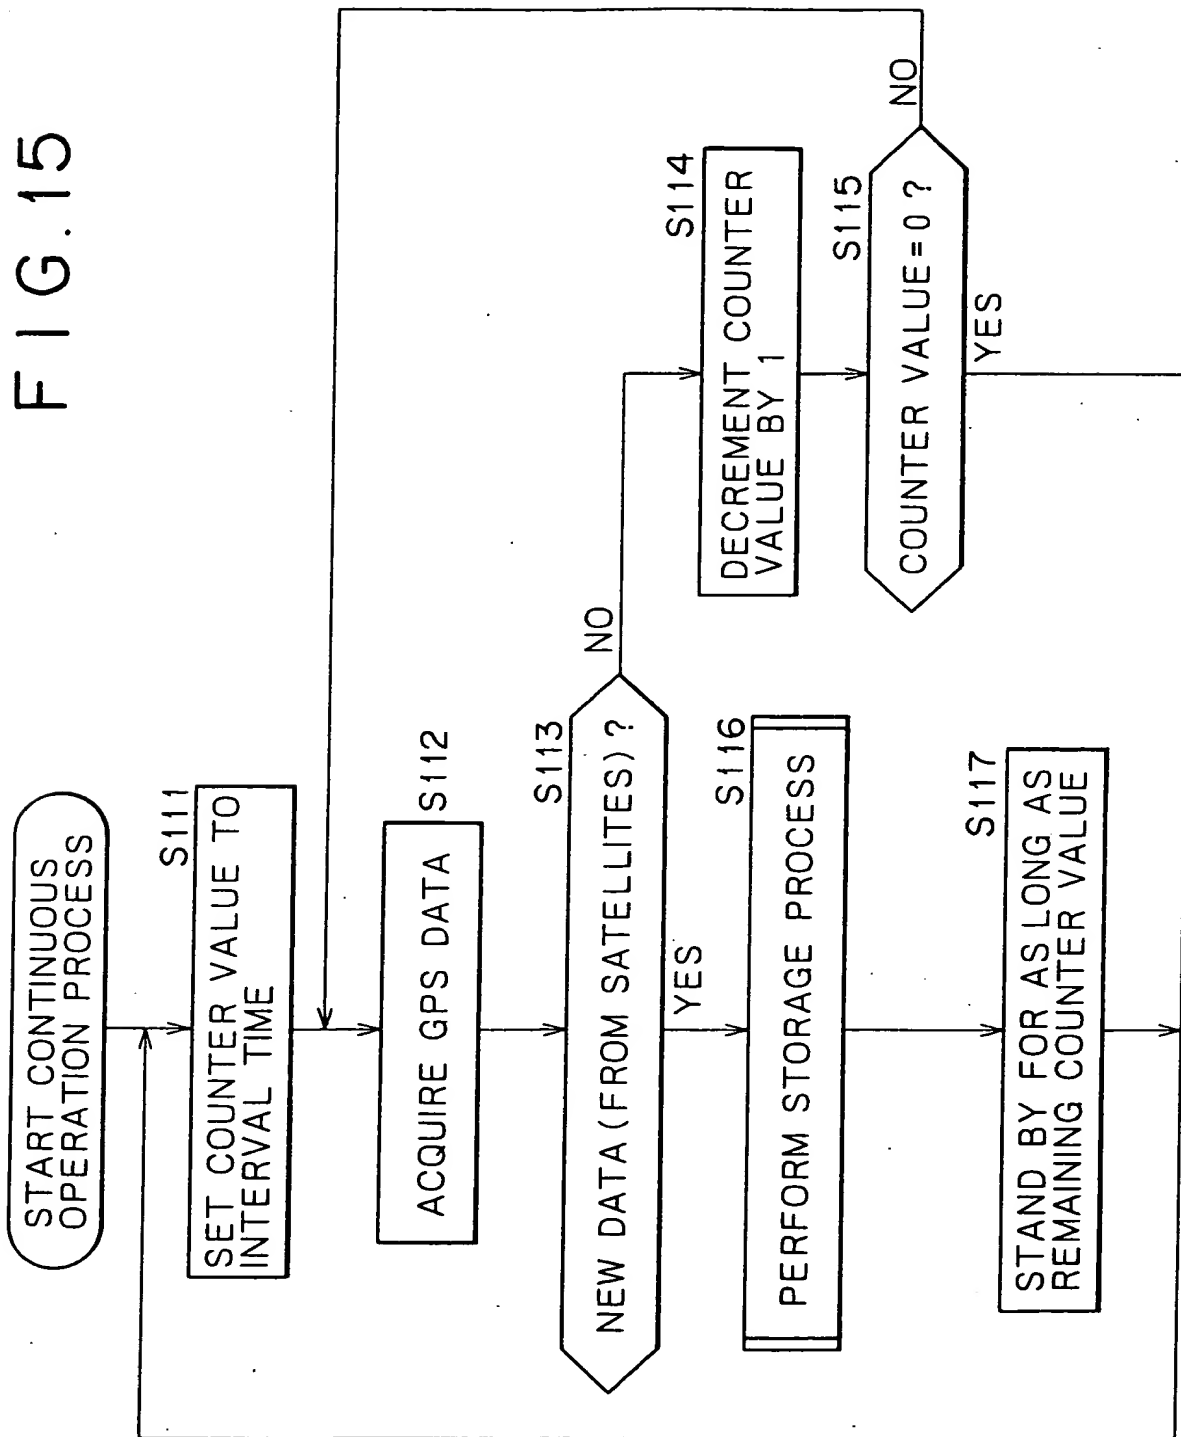 FIG.15
START CONTINUOUS
OPERATION PROCESS
S111
SET COUNTER VALUE TO
INTERVAL TIME
S112
ACQUIRE GPS DATA
S113
NEW DATA (FROM SATELLITES) ?
NO
YES
S114
DECREMENT COUNTER
VALUE BY 1
S115
COUNTER VALUE=0 ?
NO
YES
S116
PERFORM STORAGE PROCESS
S117
STAND BY FOR AS LONG AS
REMAINING COUNTER VALUE